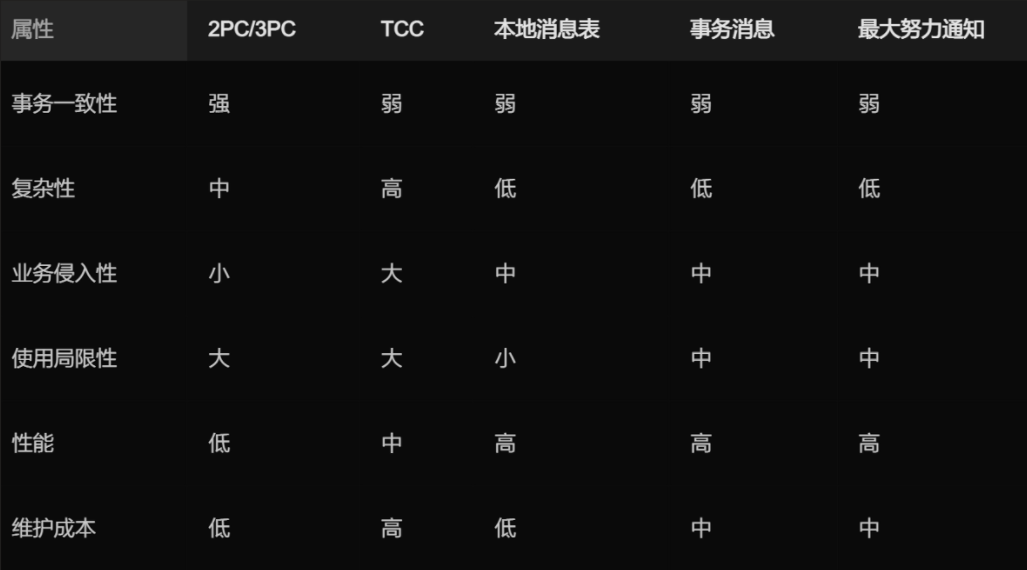 属性 2PC/3PC TCC 本地消息表 事务消息 最大努力通知
事务一致性 强 弱 弱 弱 弱
复杂性 中 高 低 低 低
业务侵入性 小 大 中 中 中
使用局限性 大 大 小 中 中
性能 低 中 高 高 高
维护成本 低 高 低 中 中